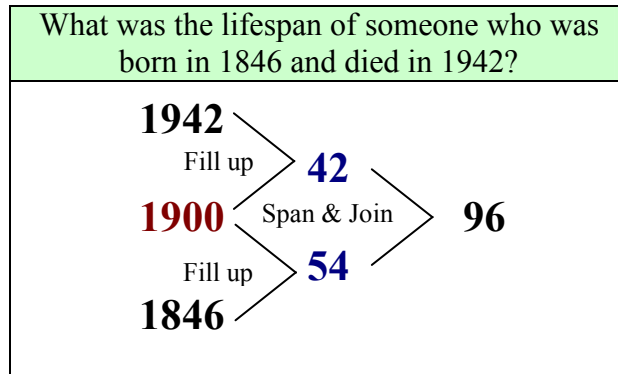 What was the lifespan of someone who was
born in 1846 and died in 1942?
1942
Fill up
42
1900
Span & Join
96
Fill up
54
1846